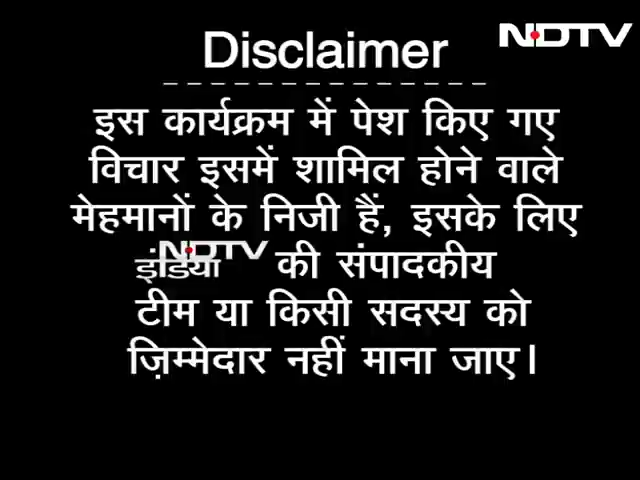 NDTV
Disclaimer
इस कार्यक्रम में पेश किए गए
विचार इसमें शामिल होने वाले
मेहमानों के निजी हैं, इसके लिए
NDTV इंडिया की संपादकीय
टीम या किसी सदस्य को
ज़िम्मेदार नहीं माना जाए।